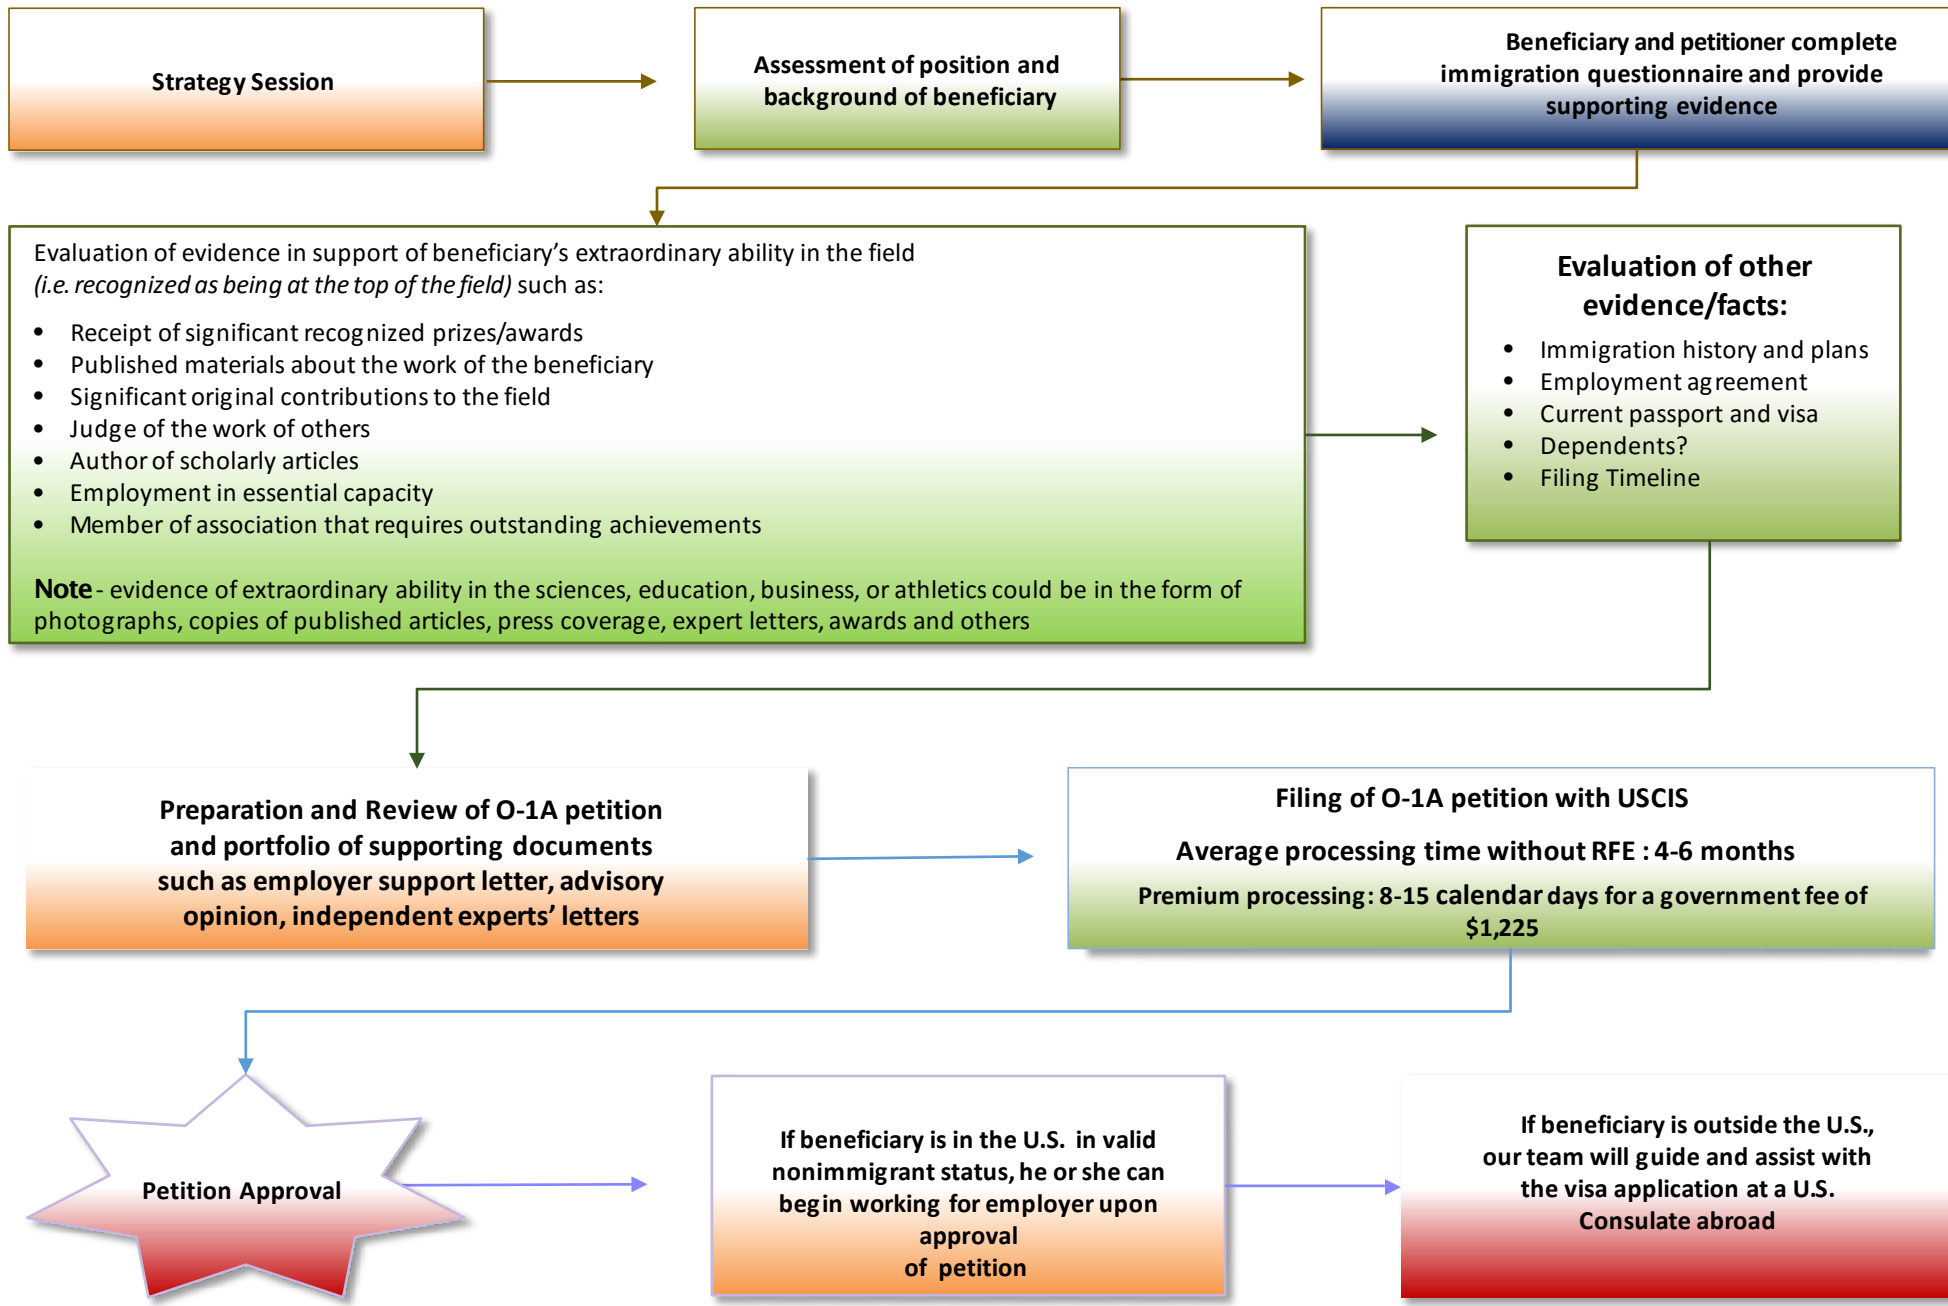 Strategy Session
Assessment of position and
background of beneficiary
Beneficiary and petitioner complete
immigration questionnaire and provide
supporting evidence
Evaluation of evidence in support of beneficiary’s extraordinary ability in the field
(i.e. recognized as being at the top of the field) such as:
• Receipt of significant recognized prizes/awards
• Published materials about the work of the beneficiary
• Significant original contributions to the field
• Judge of the work of others
• Author of scholarly articles
• Employment in essential capacity
• Member of association that requires outstanding achievements
Note - evidence of extraordinary ability in the sciences, education, business, or athletics could be in the form of
photographs, copies of published articles, press coverage, expert letters, awards and others
Evaluation of other
evidence/facts:
• Immigration history and plans
• Employment agreement
• Current passport and visa
• Dependents?
• Filing Timeline
Preparation and Review of O-1A petition
and portfolio of supporting documents
such as employer support letter, advisory
opinion, independent experts’ letters
Filing of O-1A petition with USCIS
Average processing time without RFE : 4-6 months
Premium processing: 8-15 calendar days for a government fee of
$1,225
Petition Approval
If beneficiary is in the U.S. in valid
nonimmigrant status, he or she can
begin working for employer upon
approval
of petition
If beneficiary is outside the U.S.,
our team will guide and assist with
the visa application at a U.S.
Consulate abroad